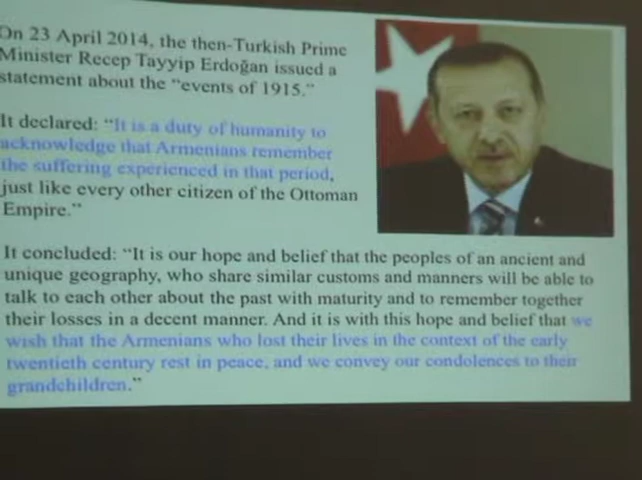 On 23 April 2014, the then-Turkish Prime
Minister Recep Tayyip Erdoğan issued a
statement about the “events of 1915.”
It declared: “It is a duty of humanity to
acknowledge that Armenians remember
the suffering experienced in that period,
just like every other citizen of the Ottoman
Empire.”
It concluded: “It is our hope and belief that the peoples of an ancient and
unique geography, who share similar customs and manners will be able to
talk to each other about the past with maturity and to remember together
their losses in a decent manner. And it is with this hope and belief that we
wish that the Armenians who lost their lives in the context of the early
twentieth century rest in peace, and we convey our condolences to their
grandchildren.”